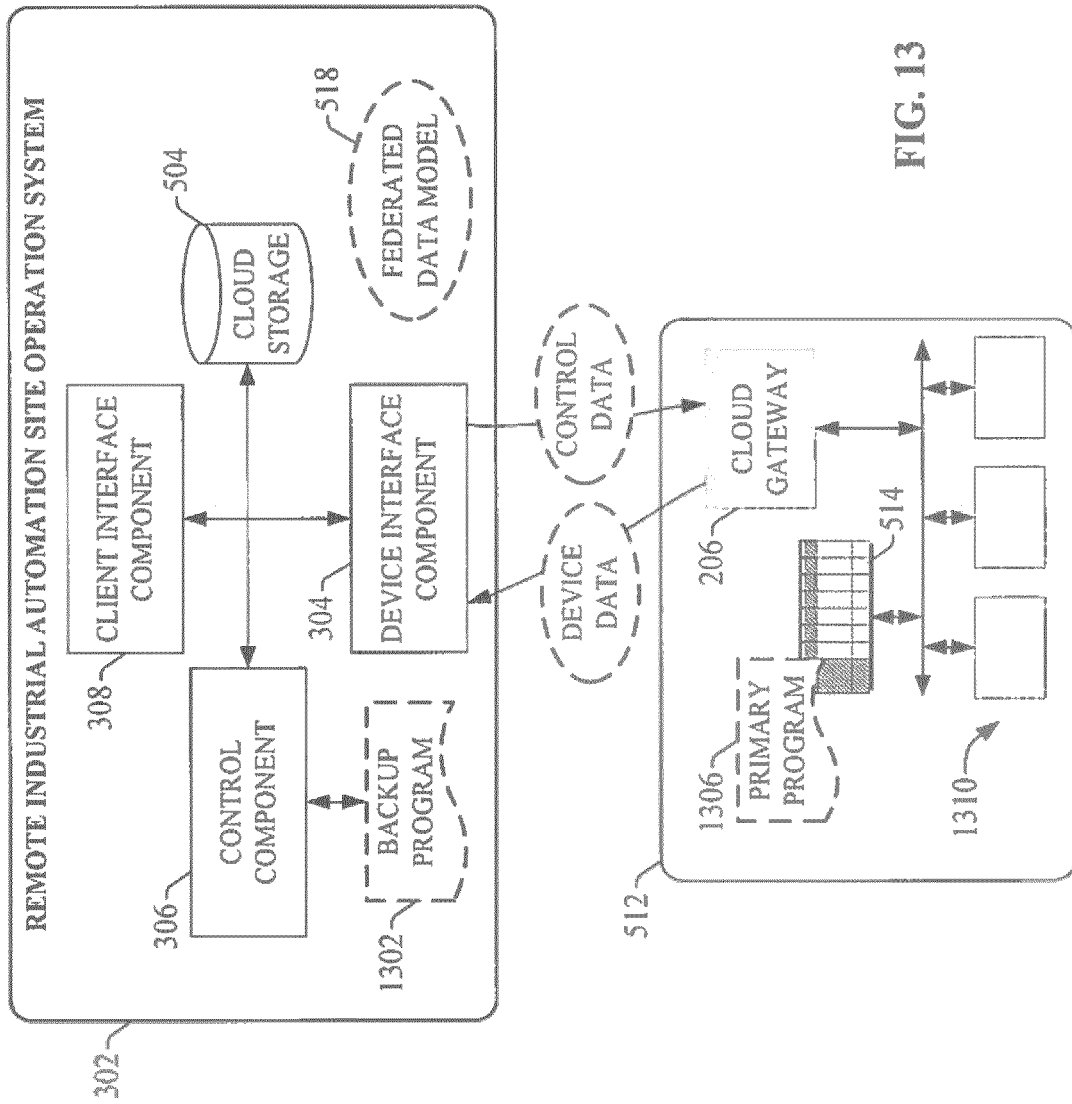 302
REMOTE INDUSTRIAL AUTOMATION SITE OPERATION SYSTEM
308
CLIENT INTERFACE
COMPONENT
306
CONTROL
COMPONENT
504
CLOUD
STORAGE
304
DEVICE INTERFACE
COMPONENT
1302
BACKUP
PROGRAM
518
FEDERATED
DATA MODEL
DEVICE
DATA
CONTROL
DATA
512
1306
PRIMARY
PROGRAM
206
CLOUD
GATEWAY
514
1310
FIG. 13